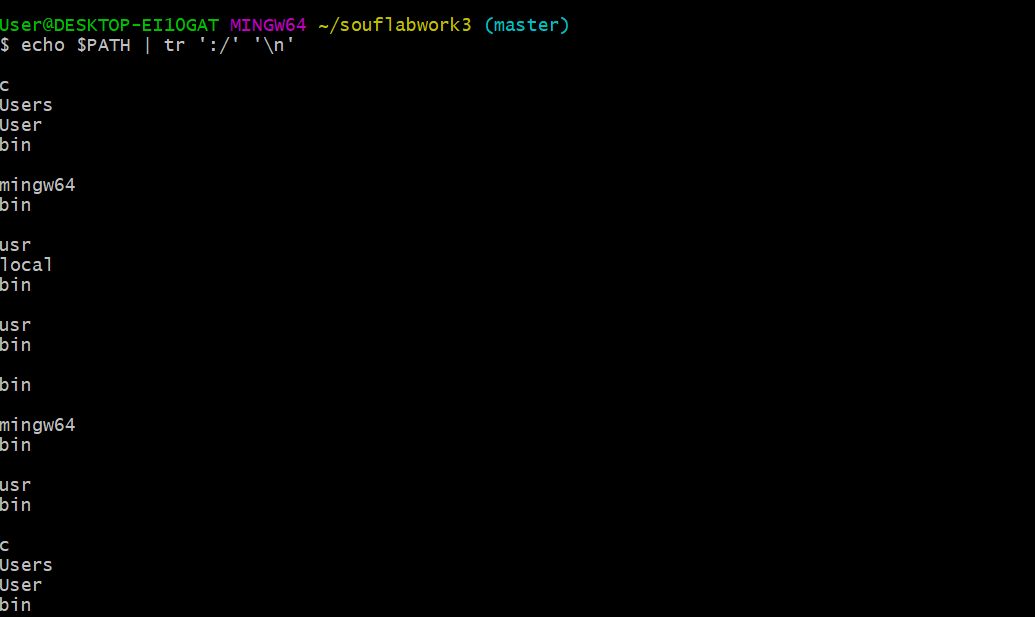 User@DESKTOP-EI1OGAT MINGW64 ~/souflabwork3 (master)
$ echo $PATH | tr ':/' '\n'
c
Users
User
bin
mingw64
bin
usr
local
bin
usr
bin
bin
mingw64
bin
usr
bin
c
Users
User
bin